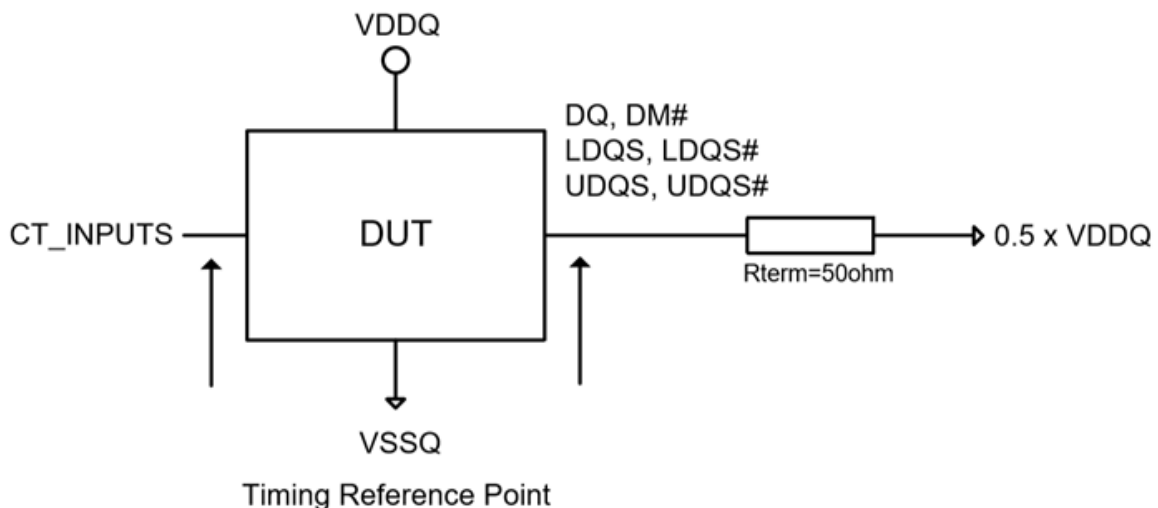 VDDQ
DQ, DM#
LDQS, LDQS#
UDQS, UDQS#
CT_INPUTS
DUT
0.5 x VDDQ
Rterm=50ohm
VSSQ
Timing Reference Point